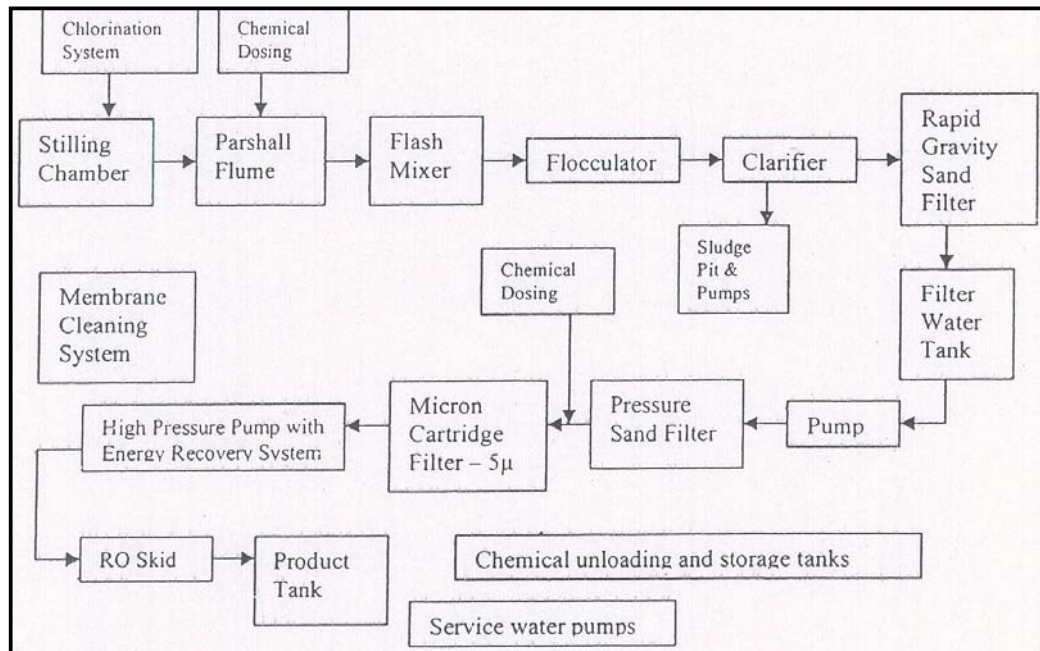 Chlorination
System
Chemical
Dosing
Stilling
Chamber
Parshall
Flume
Flash
Mixer
Flocculator
Clarifier
Rapid
Gravity
Sand
Filter
Membrane
Cleaning
System
Chemical
Dosing
Sludge
Pit &
Pumps
Filter
Water
Tank
High Pressure Pump with
Energy Recovery System
Micron
Cartridge
Filter – 5μ
Pressure
Sand Filter
Pump
RO Skid
Product
Tank
Chemical unloading and storage tanks
Service water pumps